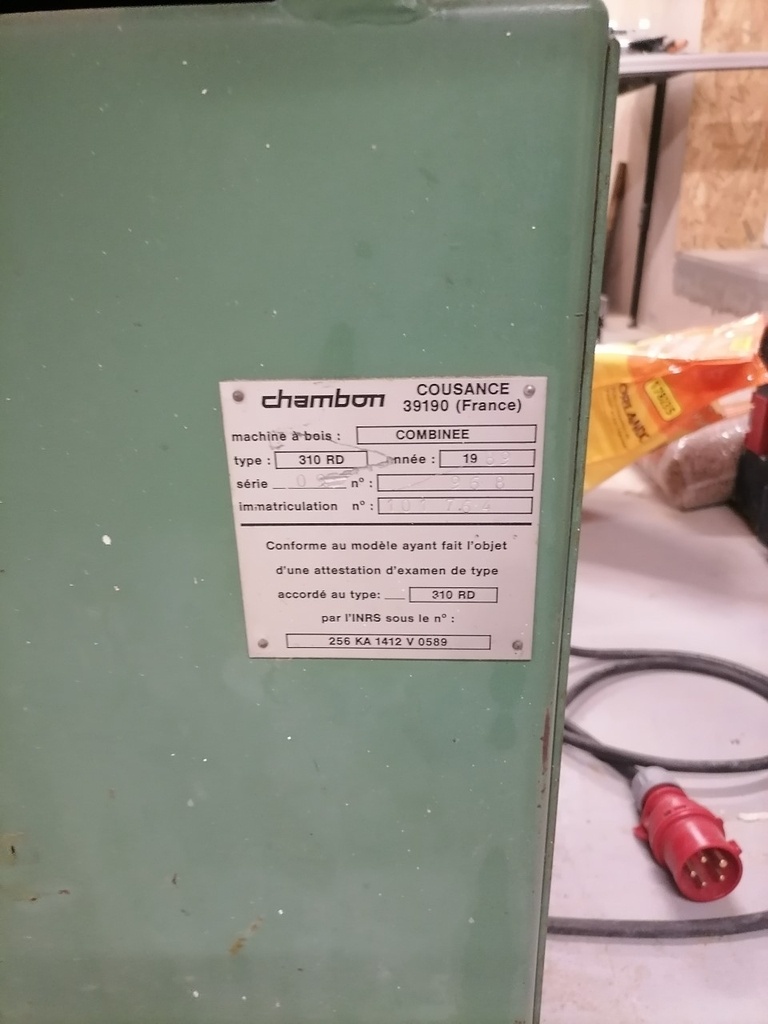 chambon COUSANCE
39190 (France)
machine à bois : COMBINEE
type : 310 RD année : 19
série n° : 268
immatriculation n° :
Conforme au modèle ayant fait l'objet
d'une attestation d'examen de type
accordé au type: __ 310 RD
par l'INRS sous le n° :
256 KA 1412 V 0589